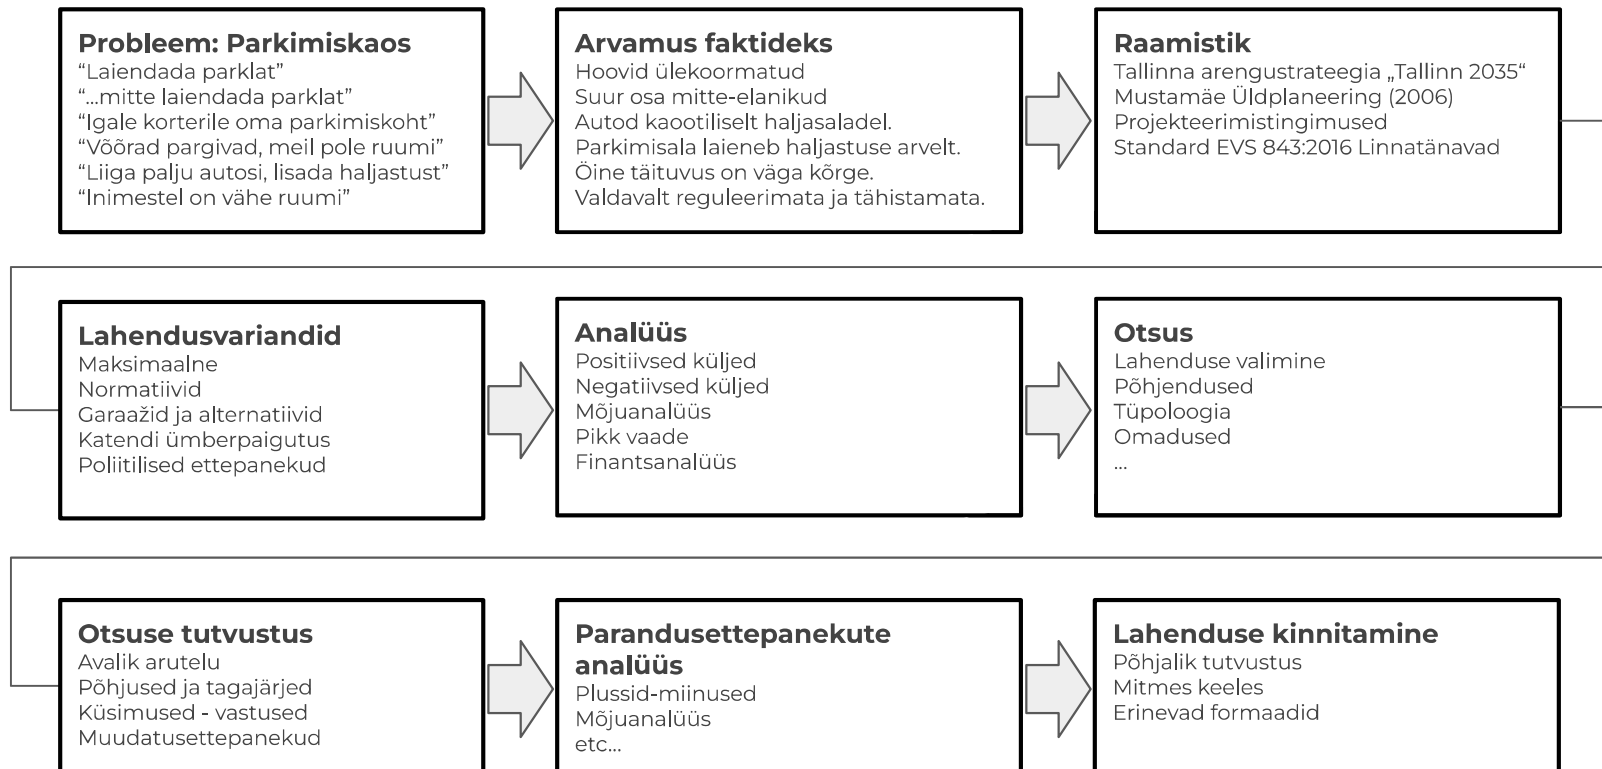 Probleem: Parkimiskaos
“Laiendada parklat”
“...mitte laiendada parklat”
“Igale korterile oma parkimiskoht”
“Võõrad pargivad, meil pole ruumi”
“Liiga palju autosi, lisada haljastust”
“Inimestel on vähe ruumi”
Arvamus faktideks
Hoovid ülekoormatud
Suur osa mitte-elanikud
Autod kaootiliselt haljasaladel.
Parkimisala laieneb haljastuse arvelt.
Öine täituvus on väga kõrge.
Valdavalt reguleerimata ja tähistamata.
Raamistik
Tallinna arengustrateegia „Tallinn 2035“
Mustamäe Üldplaneering (2006)
Projekteerimistingimused
Standard EVS 843:2016 Linnatänavad
Lahendusvariandid
Maksimaalne
Normatiivid
Garaažid ja alternatiivid
Katendi ümberpaigutus
Poliitilised ettepanekud
Analüüs
Positiivsed küljed
Negatiivsed küljed
Mõjuanalüüs
Pikk vaade
Finantsanalüüs
Otsus
Lahenduse valimine
Põhjendused
Tüpoloogia
Omadused
...
Otsuse tutvustus
Avalik arutelu
Põhjused ja tagajärjed
Küsimused - vastused
Muudatusettepanekud
Parandusettepanekute
analüüs
Plussid-miinused
Mõjuanalüüs
etc...
Lahenduse kinnitamine
Põhjalik tutvustus
Mitmes keeles
Erinevad formaadid